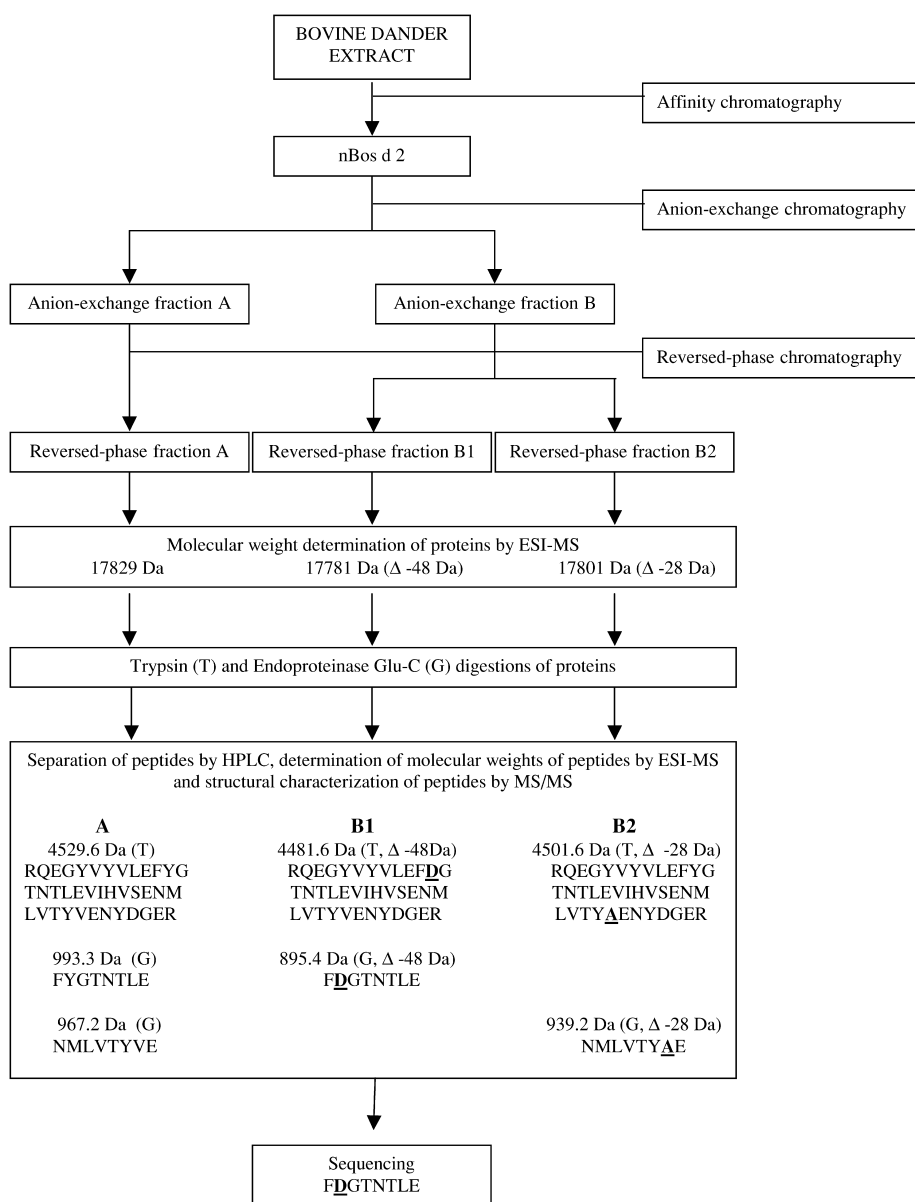 BOVINE DANDER
EXTRACT
Affinity chromatography
nBos d 2
Anion-exchange chromatography
Anion-exchange fraction A
Anion-exchange fraction B
Reversed-phase chromatography
Reversed-phase fraction A
Reversed-phase fraction B1
Reversed-phase fraction B2
Molecular weight determination of proteins by ESI-MS
17829 Da
17781 Da (Δ -48 Da)
17801 Da (Δ -28 Da)
Trypsin (T) and Endoproteinase Glu-C (G) digestions of proteins
Separation of peptides by HPLC, determination of molecular weights of peptides by ESI-MS
and structural characterization of peptides by MS/MS
A
4529.6 Da (T)
RQEGYVYVLEFYG
TNTLEVIHVSENM
LVTYVENYDGER
993.3 Da (G)
FYGTNTLE
967.2 Da (G)
NMLVTYVE
B1
4481.6 Da (T, Δ -48Da)
RQEGYVYVLEFDG
TNTLEVIHVSENM
LVTYVENYDGER
895.4 Da (G, Δ -48 Da)
FDGTNTLE
B2
4501.6 Da (T, Δ -28 Da)
RQEGYVYVLEFYG
TNTLEVIHVSENM
LVTYAENYDGER
939.2 Da (G, Δ -28 Da)
NMLVTYAE
Sequencing
FDGTNTLE